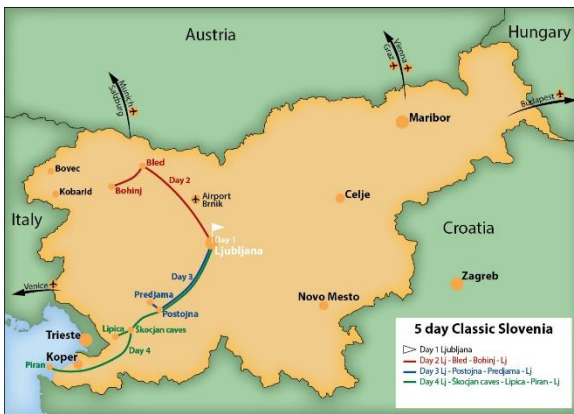 Austria
Hungary
Vienna
Graz
Munich
Salzburg
Budapest
Maribor
Bled
Bovec
Bohinj
Day 2
Kobarid
Airport
Brnik
Celje
Italy
Day 1
Ljubljana
Croatia
Venice
Day 3
Zagreb
Predjama
Postojna
Novo Mesto
Lipica
Škocjan caves
Trieste
Day 4
Koper
Piran
5 day Classic Slovenia
Day 1 Ljubljana
Day 2 Lj - Bled - Bohinj - Lj
Day 3 Lj - Postojna - Predjama - Lj
Day 4 Lj - Škocjan caves - Lipica - Piran - Lj